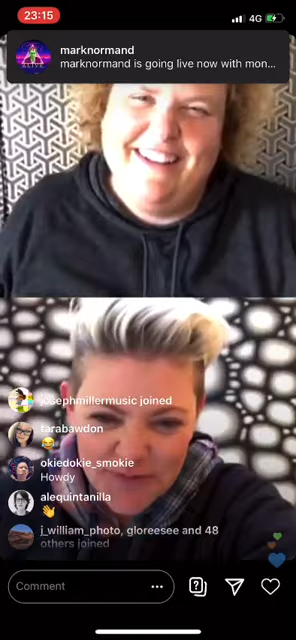 23:15
4G
marknormand
marknormand is going live now with mon...
josephmillermusic joined
tarabawdon
😂
okiedokie_smokie
Howdy
alequintanilla
👋
j_william_photo, gloreesee and 48
others joined
Comment